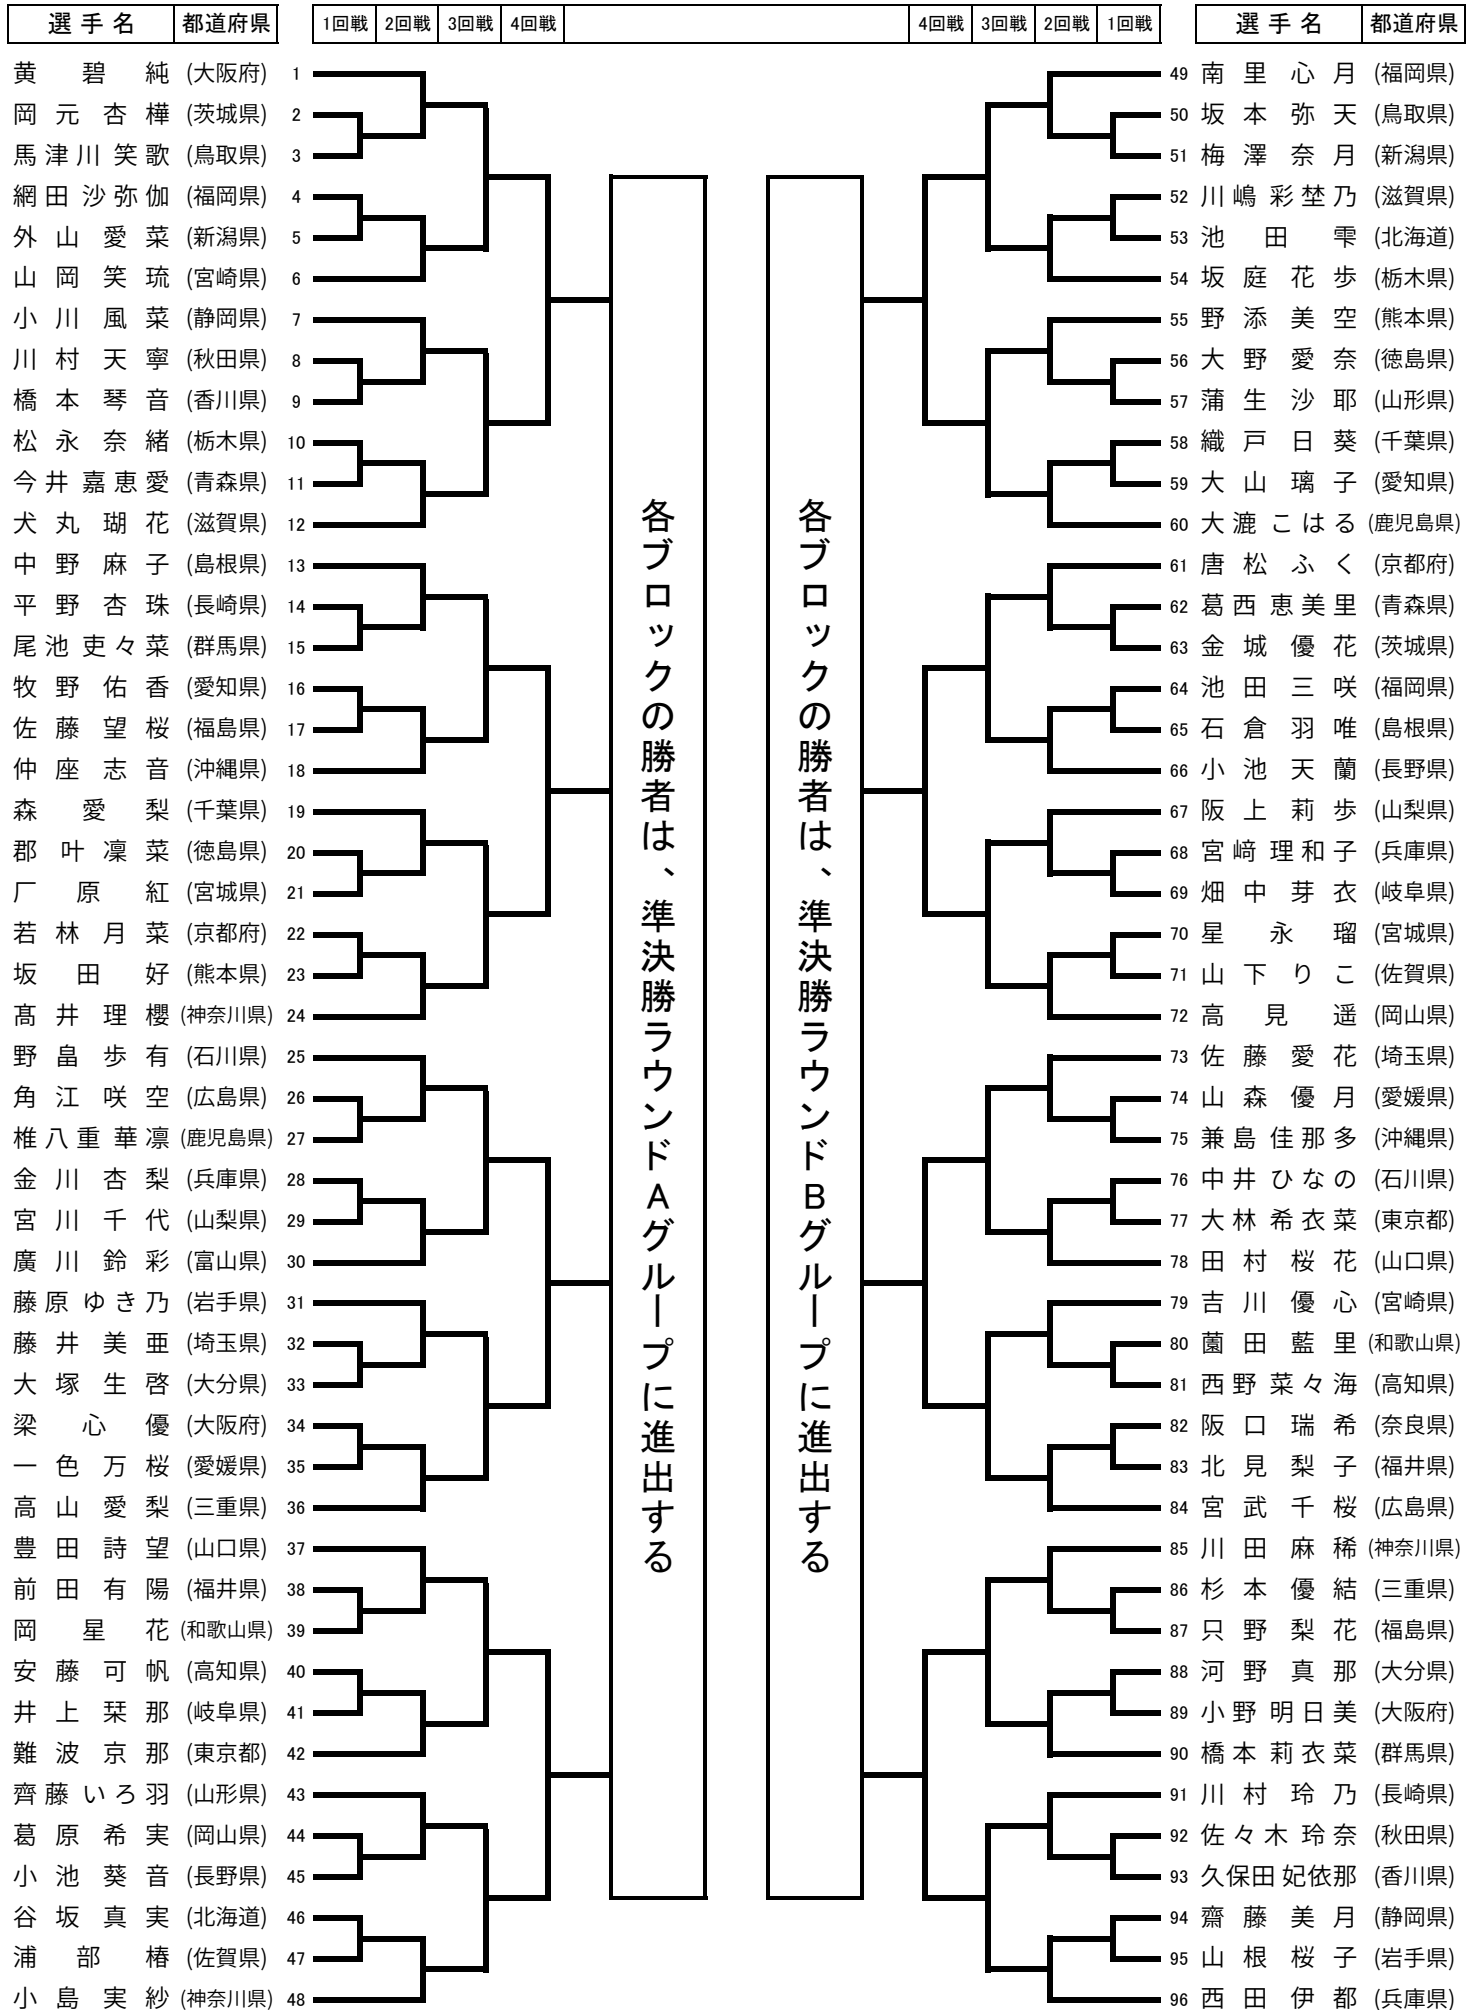 選手名 都道府県 1回戦 2回戦 3回戦 4回戦 4回戦 3回戦 2回戦 1回戦 選手名 都道府県
黄碧純 (大阪府) 1
岡元杏樺 (茨城県) 2
馬津川笑歌 (鳥取県) 3
網田沙弥伽 (福岡県) 4
外山愛菜 (新潟県) 5
山岡笑琉 (宮崎県) 6
小川風菜 (静岡県) 7
川村天寧 (秋田県) 8
橋本琴音 (香川県) 9
松永奈緒 (栃木県) 10
今井嘉恵愛 (青森県) 11
犬丸瑚花 (滋賀県) 12
中野麻子 (島根県) 13
平野杏珠 (長崎県) 14
尾池吏々菜 (群馬県) 15
牧野佑香 (愛知県) 16
佐藤望桜 (福島県) 17
仲座志音 (沖縄県) 18
森愛梨 (千葉県) 19
郡叶凜菜 (徳島県) 20
厂原紅 (宮城県) 21
若林月菜 (京都府) 22
坂田好 (熊本県) 23
髙井理櫻 (神奈川県) 24
野畠歩有 (石川県) 25
角江咲空 (広島県) 26
椎八重華凛 (鹿児島県) 27
金川杏梨 (兵庫県) 28
宮川千代 (山梨県) 29
廣川鈴彩 (富山県) 30
藤原ゆき乃 (岩手県) 31
藤井美亜 (埼玉県) 32
大塚生啓 (大分県) 33
梁心優 (大阪府) 34
一色万桜 (愛媛県) 35
高山愛梨 (三重県) 36
豊田詩望 (山口県) 37
前田有陽 (福井県) 38
岡星花 (和歌山県) 39
安藤可帆 (高知県) 40
井上栞那 (岐阜県) 41
難波京那 (東京都) 42
齊藤いろ羽 (山形県) 43
葛原希実 (岡山県) 44
小池葵音 (長野県) 45
谷坂真実 (北海道) 46
浦部椿 (佐賀県) 47
小島実紗 (神奈川県) 48
各ブロックの勝者は、準決勝ラウンドAグループに進出する
各ブロックの勝者は、準決勝ラウンドBグループに進出する
49 南里心月 (福岡県)
50 坂本弥天 (鳥取県)
51 梅澤奈月 (新潟県)
52 川嶋彩埜乃 (滋賀県)
53 池田雫 (北海道)
54 坂庭花歩 (栃木県)
55 野添美空 (熊本県)
56 大野愛奈 (徳島県)
57 蒲生沙耶 (山形県)
58 織戸日葵 (千葉県)
59 大山璃子 (愛知県)
60 大漉こはる (鹿児島県)
61 唐松ふく (京都府)
62 葛西恵美里 (青森県)
63 金城優花 (茨城県)
64 池田三咲 (福岡県)
65 石倉羽唯 (島根県)
66 小池天蘭 (長野県)
67 阪上莉歩 (山梨県)
68 宮﨑理和子 (兵庫県)
69 畑中芽衣 (岐阜県)
70 星永瑠 (宮城県)
71 山下りこ (佐賀県)
72 高見遥 (岡山県)
73 佐藤愛花 (埼玉県)
74 山森優月 (愛媛県)
75 兼島佳那多 (沖縄県)
76 中井ひなの (石川県)
77 大林希衣菜 (東京都)
78 田村桜花 (山口県)
79 吉川優心 (宮崎県)
80 薗田藍里 (和歌山県)
81 西野菜々海 (高知県)
82 阪口瑞希 (奈良県)
83 北見梨子 (福井県)
84 宮武千桜 (広島県)
85 川田麻稀 (神奈川県)
86 杉本優結 (三重県)
87 只野梨花 (福島県)
88 河野真那 (大分県)
89 小野明日美 (大阪府)
90 橋本莉衣菜 (群馬県)
91 川村玲乃 (長崎県)
92 佐々木玲奈 (秋田県)
93 久保田妃依那 (香川県)
94 齋藤美月 (静岡県)
95 山根桜子 (岩手県)
96 西田伊都 (兵庫県)